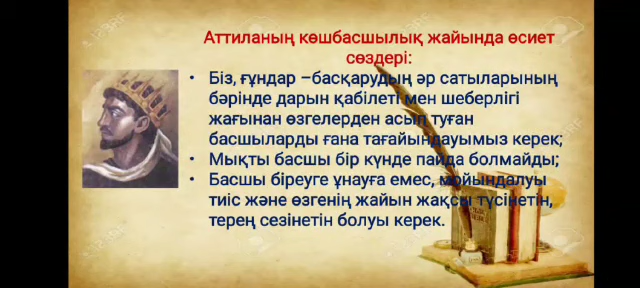 Аттиланың көшбасшылық жайында өсиет
сөздері:
• Біз, ғұндар –басқарудың әр сатыларының
бәрінде дарын қабілеті мен шеберлігі
жағынан өзгелерден асып туған
басшыларды ғана тағайындауымыз керек;
• Мықты басшы бір күнде пайда болмайды;
• Басшы біреуге ұнауға емес, мойындалуы
тиіс және өзгенің жайын жақсы түсінетін,
терең сезінетін болуы керек.